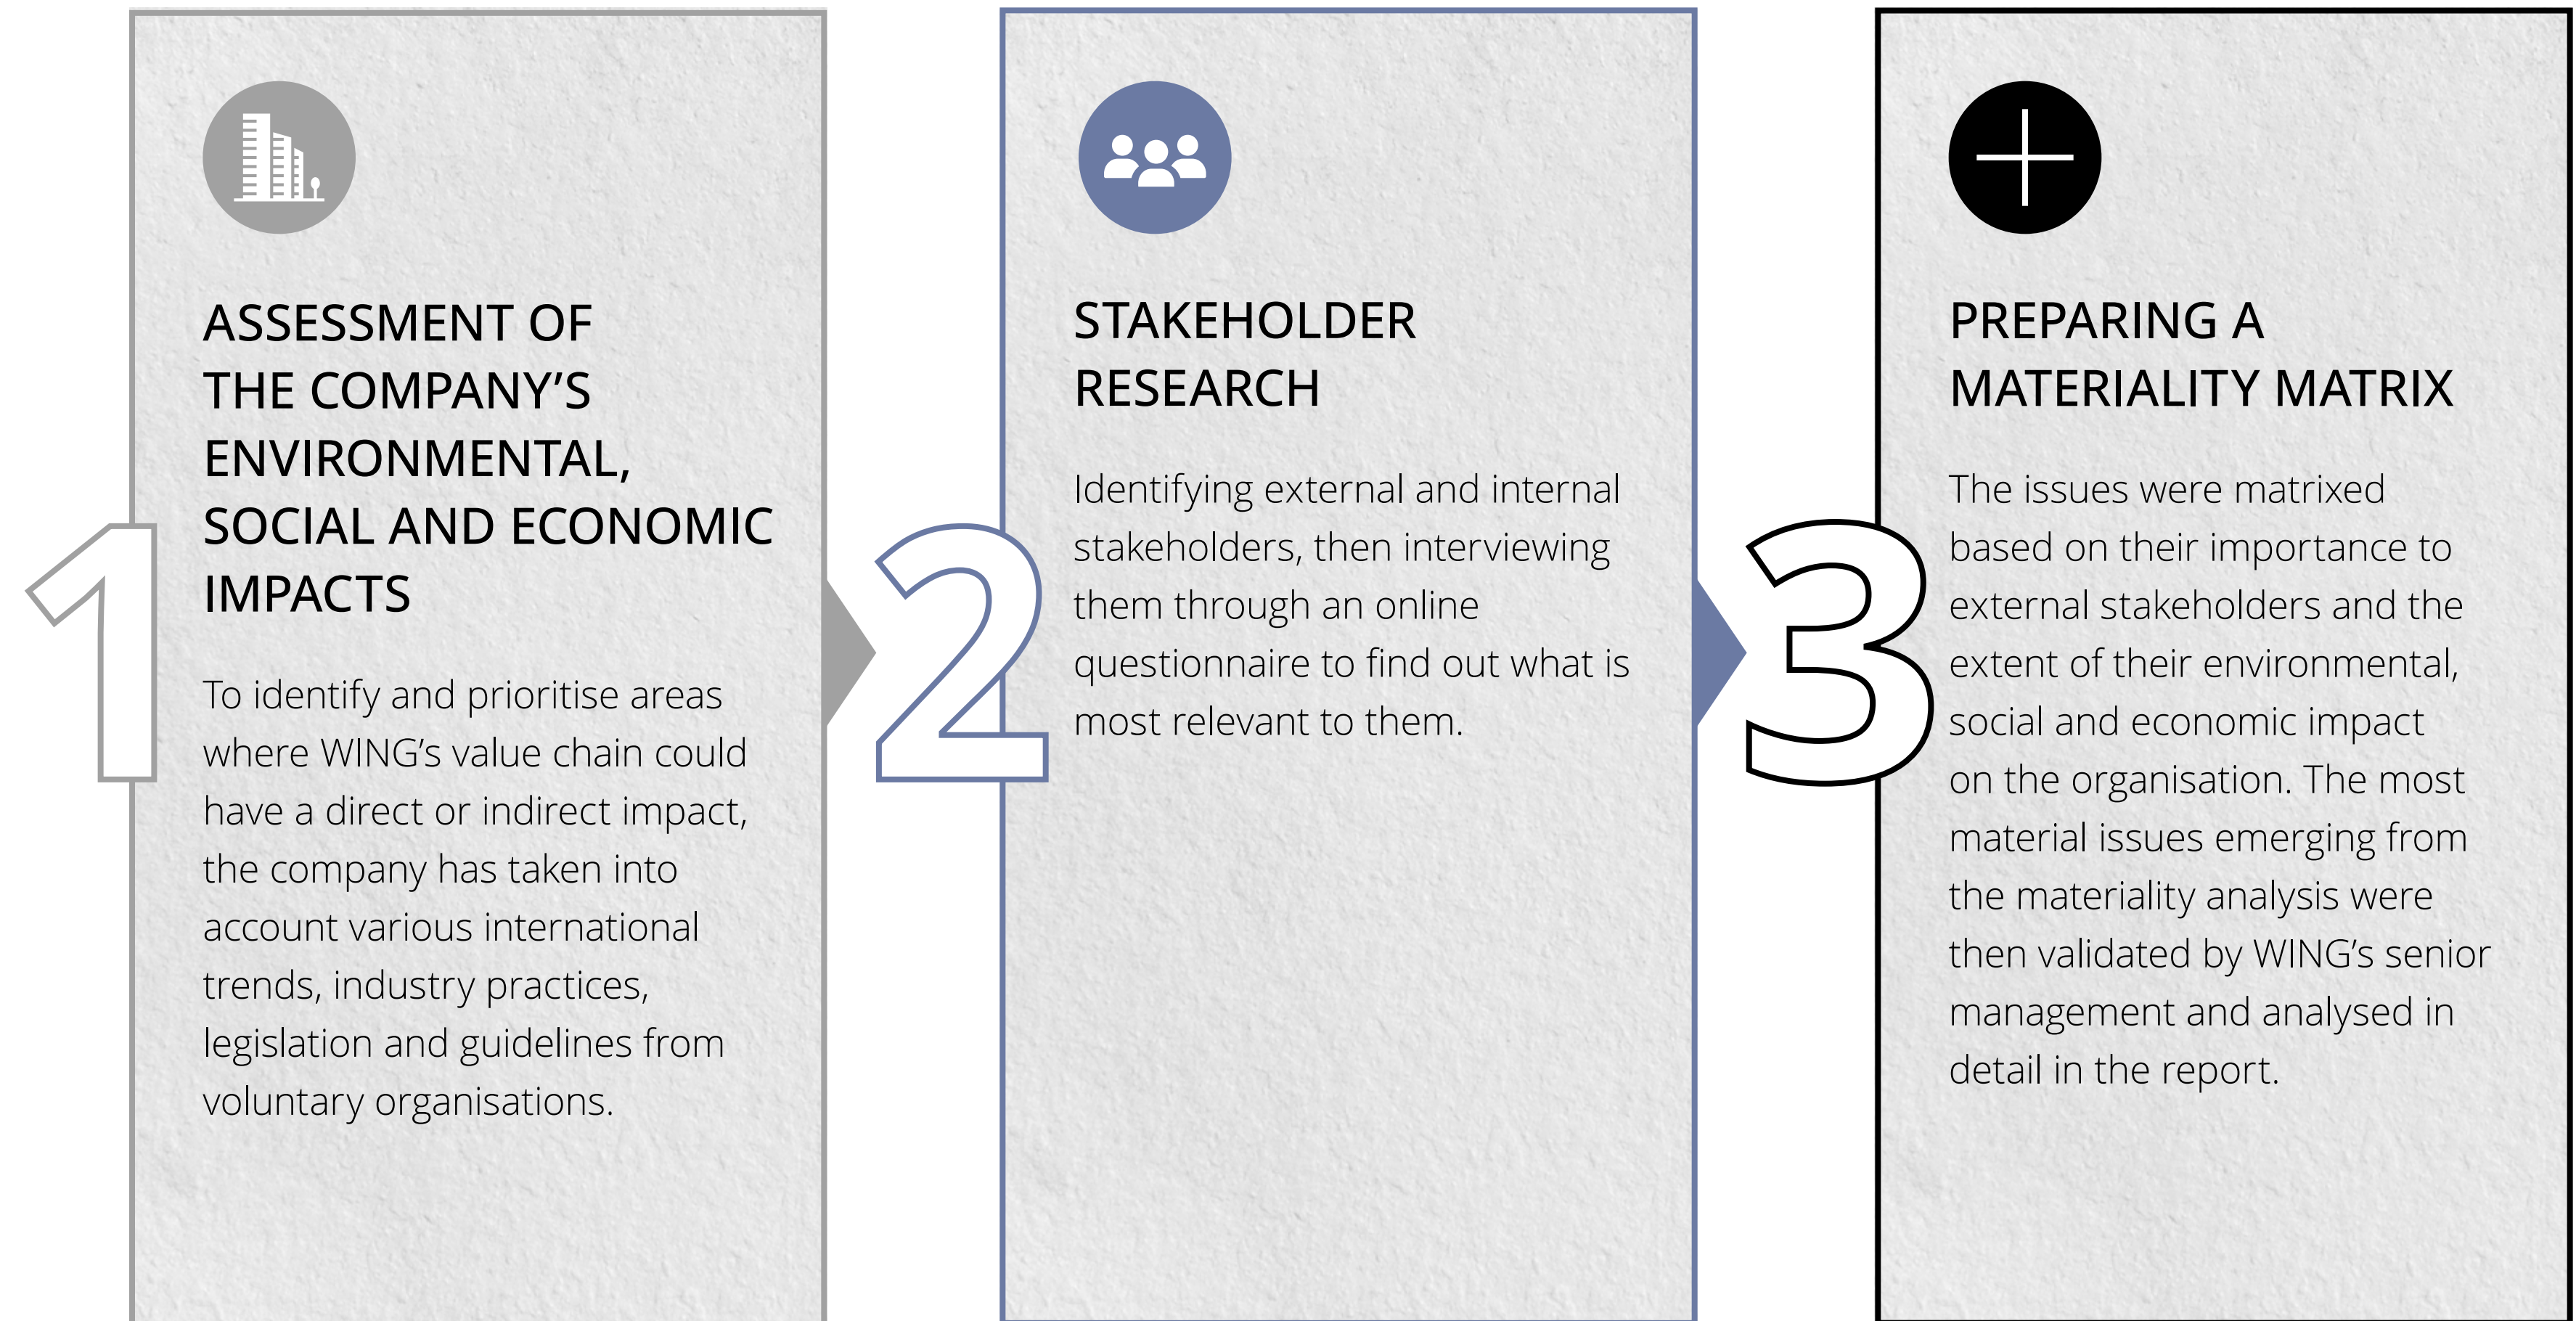 1
ASSESSMENT OF
THE COMPANY’S
ENVIRONMENTAL,
SOCIAL AND ECONOMIC
IMPACTS
To identify and prioritise areas
where WING’s value chain could
have a direct or indirect impact,
the company has taken into
account various international
trends, industry practices,
legislation and guidelines from
voluntary organisations.
2
STAKEHOLDER
RESEARCH
Identifying external and internal
stakeholders, then interviewing
them through an online
questionnaire to find out what is
most relevant to them.
3
PREPARING A
MATERIALITY MATRIX
The issues were matrixed
based on their importance to
external stakeholders and the
extent of their environmental,
social and economic impact
on the organisation. The most
material issues emerging from
the materiality analysis were
then validated by WING’s senior
management and analysed in
detail in the report.